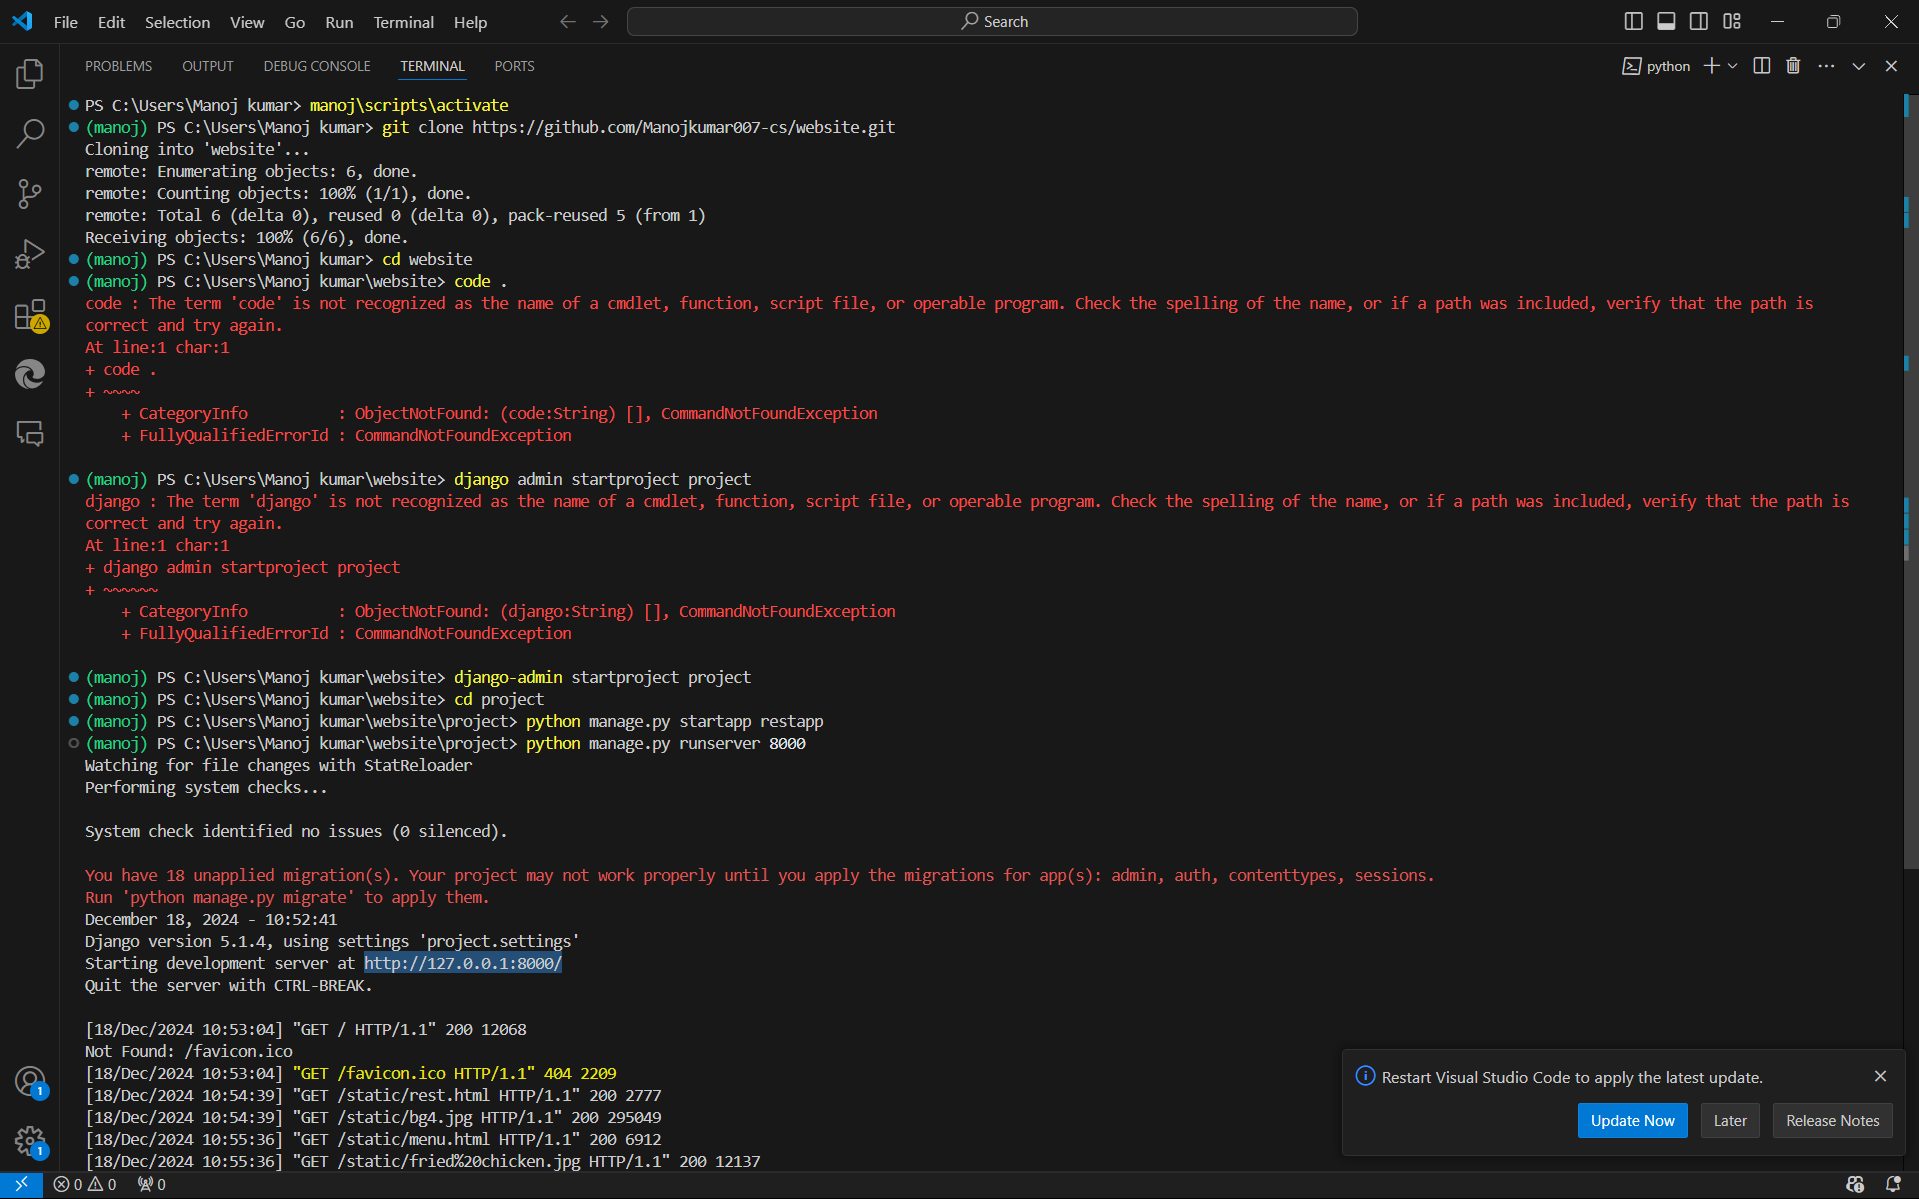 File Edit Selection View Go Run Terminal Help Search
PROBLEMS OUTPUT DEBUG CONSOLE TERMINAL PORTS python
PS C:\Users\Manoj kumar> manoj\scripts\activate
(manoj) PS C:\Users\Manoj kumar> git clone https://github.com/Manojkumar007-cs/website.git
Cloning into 'website'...
remote: Enumerating objects: 6, done.
remote: Counting objects: 100% (1/1), done.
remote: Total 6 (delta 0), reused 0 (delta 0), pack-reused 5 (from 1)
Receiving objects: 100% (6/6), done.
(manoj) PS C:\Users\Manoj kumar> cd website
(manoj) PS C:\Users\Manoj kumar\website> code .
code : The term 'code' is not recognized as the name of a cmdlet, function, script file, or operable program. Check the spelling of the name, or if a path was included, verify that the path is
correct and try again.
At line:1 char:1
+ code .
+ ~~~~
    + CategoryInfo          : ObjectNotFound: (code:String) [], CommandNotFoundException
    + FullyQualifiedErrorId : CommandNotFoundException
(manoj) PS C:\Users\Manoj kumar\website> django admin startproject project
django : The term 'django' is not recognized as the name of a cmdlet, function, script file, or operable program. Check the spelling of the name, or if a path was included, verify that the path is
correct and try again.
At line:1 char:1
+ django admin startproject project
+ ~~~~~~
    + CategoryInfo          : ObjectNotFound: (django:String) [], CommandNotFoundException
    + FullyQualifiedErrorId : CommandNotFoundException
(manoj) PS C:\Users\Manoj kumar\website> django-admin startproject project
(manoj) PS C:\Users\Manoj kumar\website> cd project
(manoj) PS C:\Users\Manoj kumar\website\project> python manage.py startapp restapp
(manoj) PS C:\Users\Manoj kumar\website\project> python manage.py runserver 8000
Watching for file changes with StatReloader
Performing system checks...
System check identified no issues (0 silenced).
You have 18 unapplied migration(s). Your project may not work properly until you apply the migrations for app(s): admin, auth, contenttypes, sessions.
Run 'python manage.py migrate' to apply them.
December 18, 2024 - 10:52:41
Django version 5.1.4, using settings 'project.settings'
Starting development server at http://127.0.0.1:8000/
Quit the server with CTRL-BREAK.
[18/Dec/2024 10:53:04] "GET / HTTP/1.1" 200 12068
Not Found: /favicon.ico
[18/Dec/2024 10:53:04] "GET /favicon.ico HTTP/1.1" 404 2209
[18/Dec/2024 10:54:39] "GET /static/rest.html HTTP/1.1" 200 2777
[18/Dec/2024 10:54:39] "GET /static/bg4.jpg HTTP/1.1" 200 295049
[18/Dec/2024 10:55:36] "GET /static/menu.html HTTP/1.1" 200 6912
[18/Dec/2024 10:55:36] "GET /static/fried%20chicken.jpg HTTP/1.1" 200 12137
Restart Visual Studio Code to apply the latest update.
Update Now Later Release Notes
1
1
0 0 0